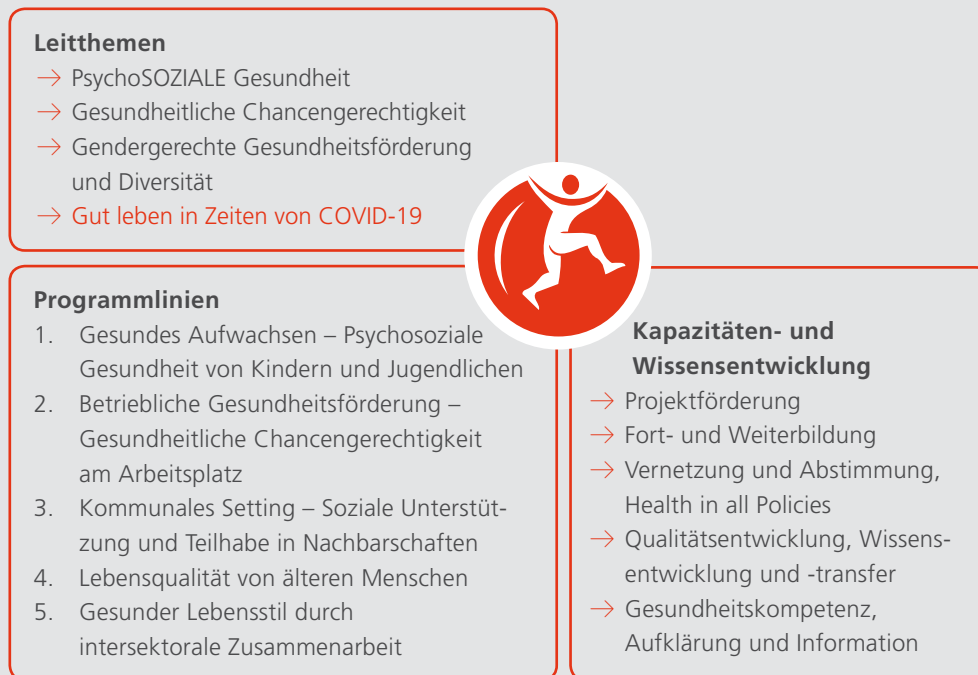 Leitthemen
→ PsychoSOZIALE Gesundheit
→ Gesundheitliche Chancengerechtigkeit
→ Gendergerechte Gesundheitsförderung
und Diversität
→ Gut leben in Zeiten von COVID-19
Programmlinien
1. Gesundes Aufwachsen – Psychosoziale
Gesundheit von Kindern und Jugendlichen
2. Betriebliche Gesundheitsförderung –
Gesundheitliche Chancengerechtigkeit
am Arbeitsplatz
3. Kommunales Setting – Soziale Unterstüt-
zung und Teilhabe in Nachbarschaften
4. Lebensqualität von älteren Menschen
5. Gesunder Lebensstil durch
intersektorale Zusammenarbeit
Kapazitäten- und
Wissensentwicklung
→ Projektförderung
→ Fort- und Weiterbildung
→ Vernetzung und Abstimmung,
Health in all Policies
→ Qualitätsentwicklung, Wissens-
entwicklung und -transfer
→ Gesundheitskompetenz,
Aufklärung und Information